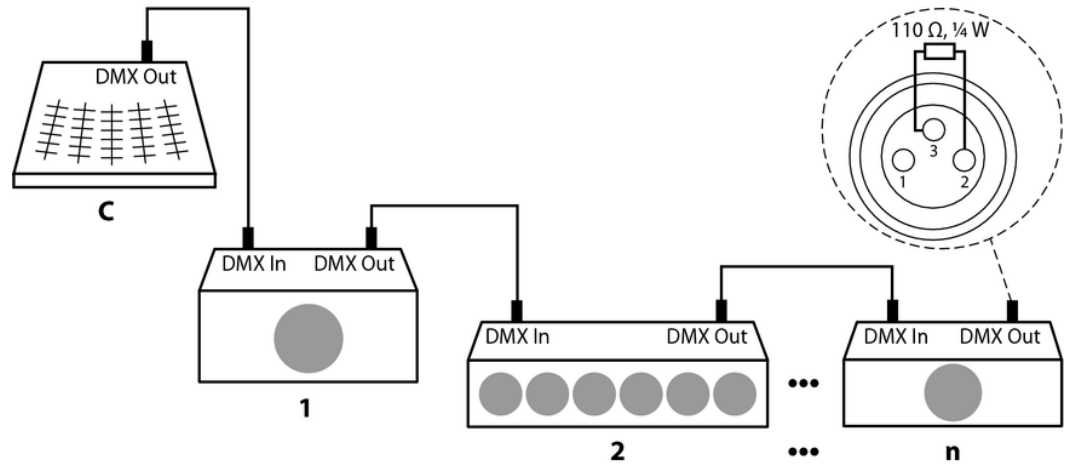 110 Ω, ¼ W
DMX Out
3
1 2
C
DMX In DMX Out
DMX In DMX Out
DMX In DMX Out
•••
1
2 ••• n